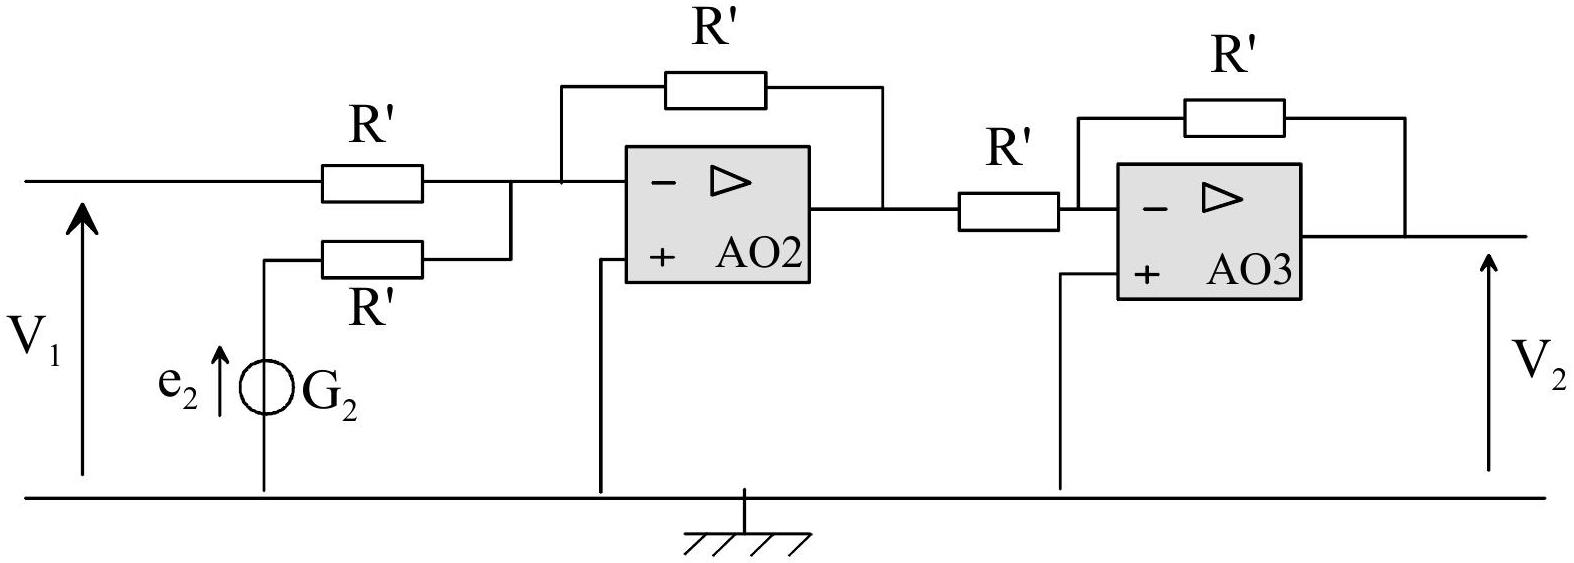 R'
R'
R'
R'
R'
− ▷
AO2
+
− ▷
AO3
+
V₁
e₂
G₂
V₂